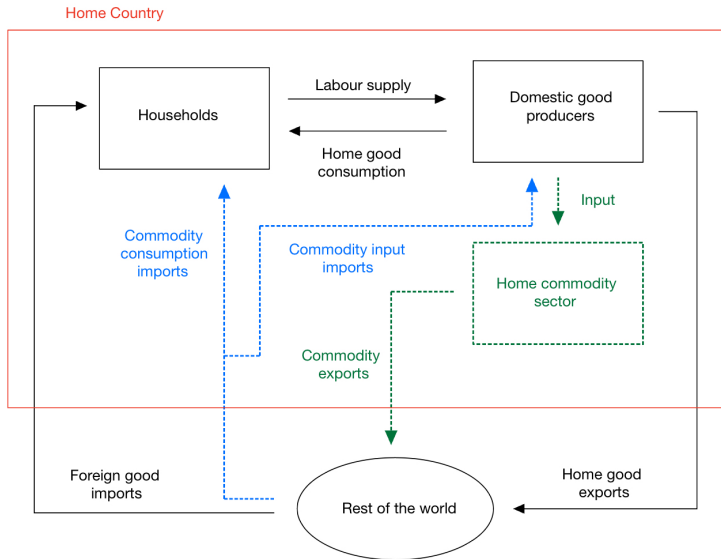 Home Country
Households
Labour supply
Domestic good
producers
Home good
consumption
Input
Commodity
consumption
imports
Commodity input
imports
Home commodity
sector
Commodity
exports
Foreign good
imports
Rest of the world
Home good
exports